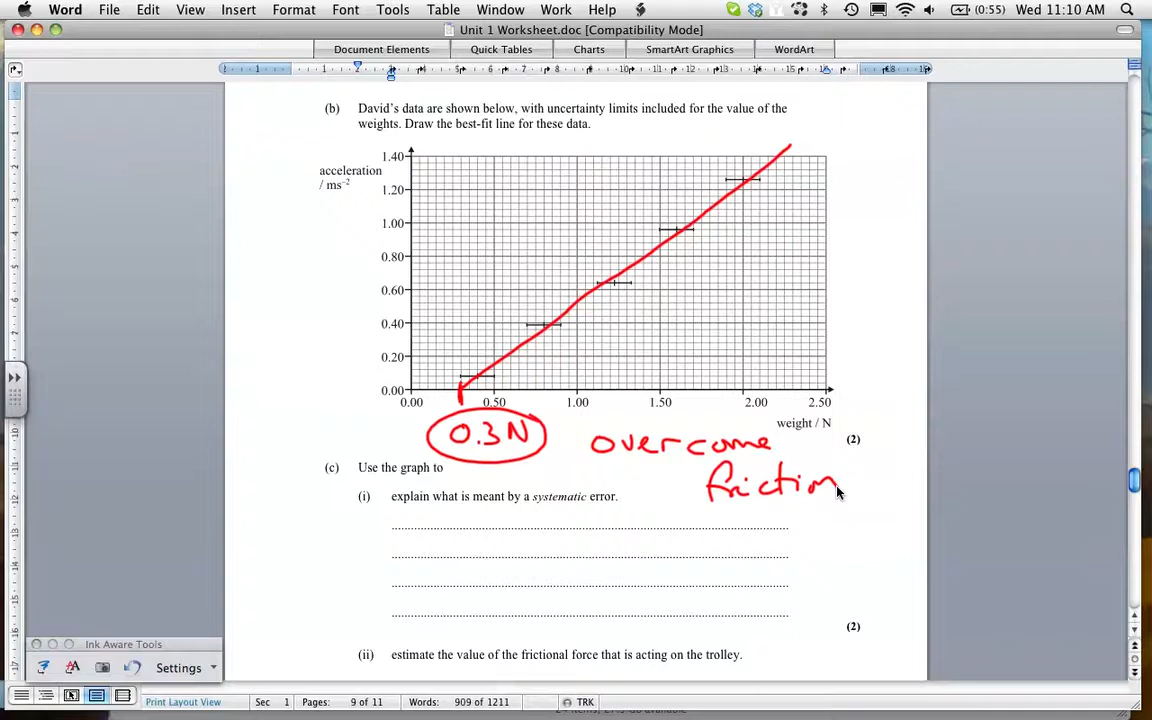 Word File Edit View Insert Format Font Tools Table Window Work Help (0:55) Wed 11:10 AM
Unit 1 Worksheet.doc [Compatibility Mode]
Document Elements Quick Tables Charts SmartArt Graphics WordArt
(b) David's data are shown below, with uncertainty limits included for the value of the
weights. Draw the best-fit line for these data.
acceleration
/ ms⁻²
1.40
1.20
1.00
0.80
0.60
0.40
0.20
0.00
0.00 0.50 1.00 1.50 2.00 2.50
weight / N
(2)
0.3N overcome
friction
(c) Use the graph to
(i) explain what is meant by a systematic error.
(2)
(ii) estimate the value of the frictional force that is acting on the trolley.
Ink Aware Tools
Settings
Print Layout View Sec 1 Pages: 9 of 11 Words: 909 of 1211 TRK